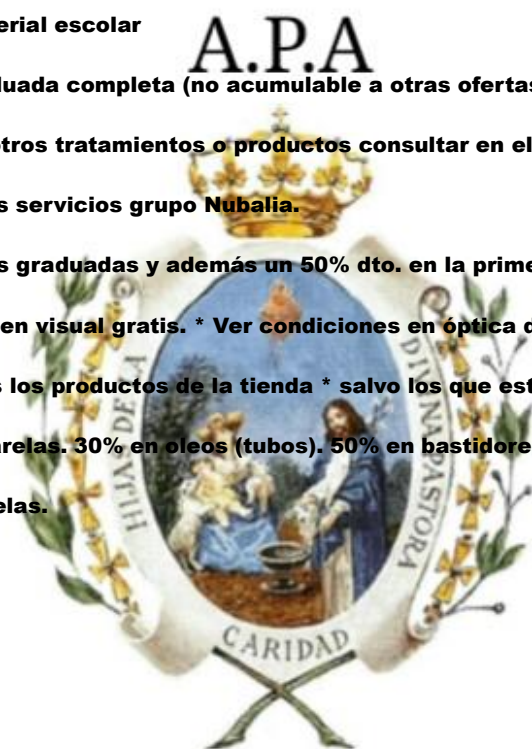 erial escolar
A.P.A
duada completa (no acumulable a otras ofertas
otros tratamientos o productos consultar en el
s servicios grupo Nubalia.
s graduadas y además un 50% dto. en la prime
en visual gratis. * Ver condiciones en óptica d
s los productos de la tienda * salvo los que est
arelas. 30% en oleos (tubos). 50% en bastidore
elas.
HIJAS DE LA
DIVINA PASTORA
CARIDAD